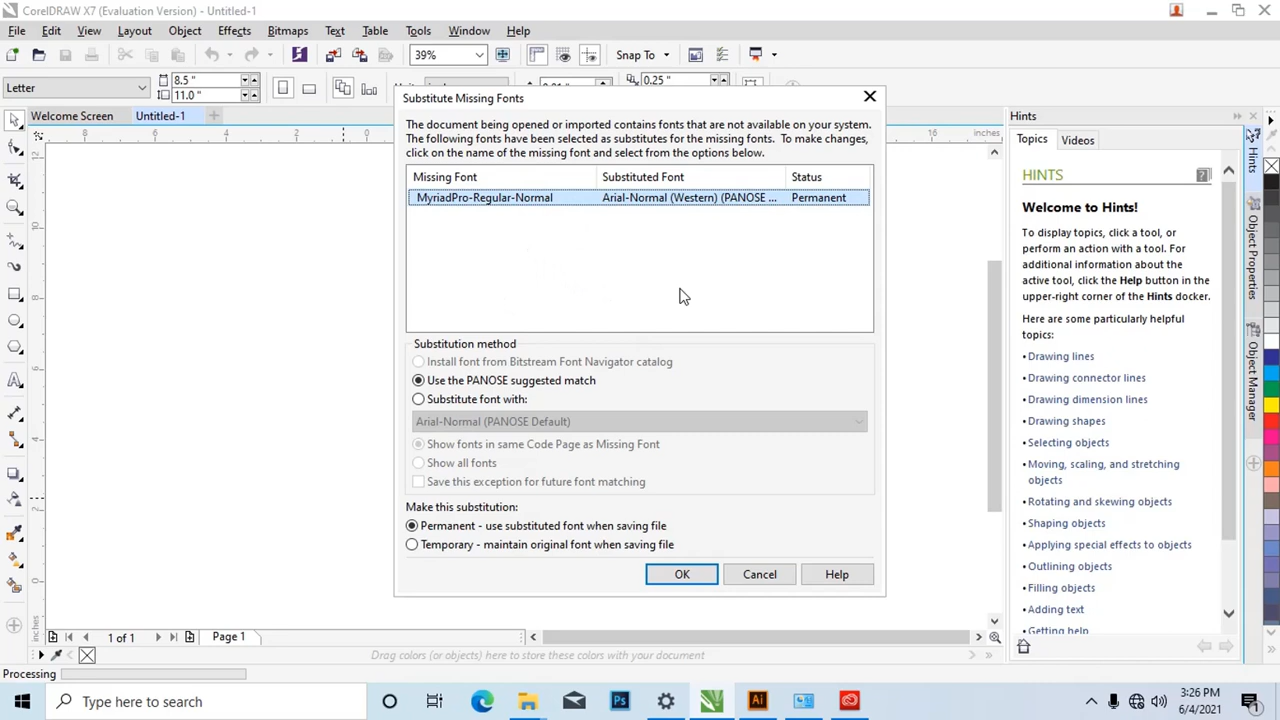 CorelDRAW X7 (Evaluation Version) - Untitled-1
File Edit View Layout Object Effects Bitmaps Text Table Tools Window Help
39% Snap To
Letter 8.5 " 11.0 " 0.25 "
Welcome Screen Untitled-1
8 6 4 2 0 16 inches
Substitute Missing Fonts
The document being opened or imported contains fonts that are not available on your system.
The following fonts have been selected as substitutes for the missing fonts. To make changes,
click on the name of the missing font and select from the options below.
Missing Font Substituted Font Status
MyriadPro-Regular-Normal Arial-Normal (Western) (PANOSE ... Permanent
Substitution method
Install font from Bitstream Font Navigator catalog
Use the PANOSE suggested match
Substitute font with:
Arial-Normal (PANOSE Default)
Show fonts in same Code Page as Missing Font
Show all fonts
Save this exception for future font matching
Make this substitution:
Permanent - use substituted font when saving file
Temporary - maintain original font when saving file
OK Cancel Help
Hints
Topics Videos
HINTS
Welcome to Hints!
To display topics, click a tool, or
perform an action with a tool. For
additional information about the
active tool, click the Help button in the
upper-right corner of the Hints docker.
Here are some particularly helpful
topics:
• Drawing lines
• Drawing connector lines
• Drawing dimension lines
• Drawing shapes
• Selecting objects
• Moving, scaling, and stretching
objects
• Rotating and skewing objects
• Shaping objects
• Applying special effects to objects
• Outlining objects
• Filling objects
• Adding text
• Getting help
Hints
Object Properties
Object Manager
1 of 1 Page 1
Drag colors (or objects) here to store these colors with your document
Processing
Type here to search
Ps
Ai
3:26 PM
6/4/2021
1